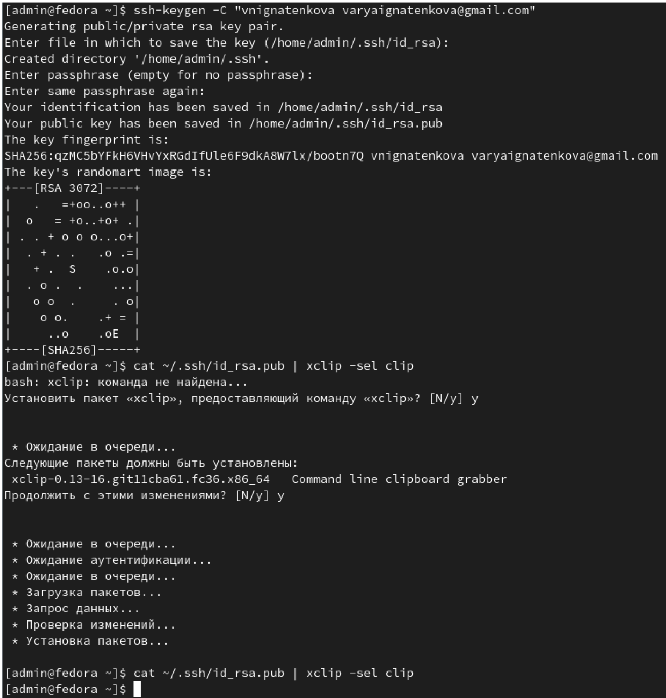 [admin@fedora ~]$ ssh-keygen -C "vnignatenkova varyaignatenkova@gmail.com"
Generating public/private rsa key pair.
Enter file in which to save the key (/home/admin/.ssh/id_rsa):
Created directory '/home/admin/.ssh'.
Enter passphrase (empty for no passphrase):
Enter same passphrase again:
Your identification has been saved in /home/admin/.ssh/id_rsa
Your public key has been saved in /home/admin/.ssh/id_rsa.pub
The key fingerprint is:
SHA256:qzMC5bYFkH6VHvYxRGdIfUle6F9dkA8W7lx/bootn7Q vnignatenkova varyaignatenkova@gmail.com
The key's randomart image is:
+---[RSA 3072]----+
|   .   =+oo..o++ |
|  o   = +o..+o+ .|
| . . + o o o...o+|
|  . + . .   .o .=|
|   + .  S    .o.o|
|  . o .  .    ...|
|   o o  .     . o|
|    o o.    .+ = |
|     ..o    .oE  |
+----[SHA256]-----+
[admin@fedora ~]$ cat ~/.ssh/id_rsa.pub | xclip -sel clip
bash: xclip: команда не найдена...
Установить пакет «xclip», предоставляющий команду «xclip»? [N/y] y
* Ожидание в очереди...
Следующие пакеты должны быть установлены:
xclip-0.13-16.git11cba61.fc36.x86_64   Command line clipboard grabber
Продолжить с этими изменениями? [N/y] y
* Ожидание в очереди...
* Ожидание аутентификации...
* Ожидание в очереди...
* Загрузка пакетов...
* Запрос данных...
* Проверка изменений...
* Установка пакетов...
[admin@fedora ~]$ cat ~/.ssh/id_rsa.pub | xclip -sel clip
[admin@fedora ~]$